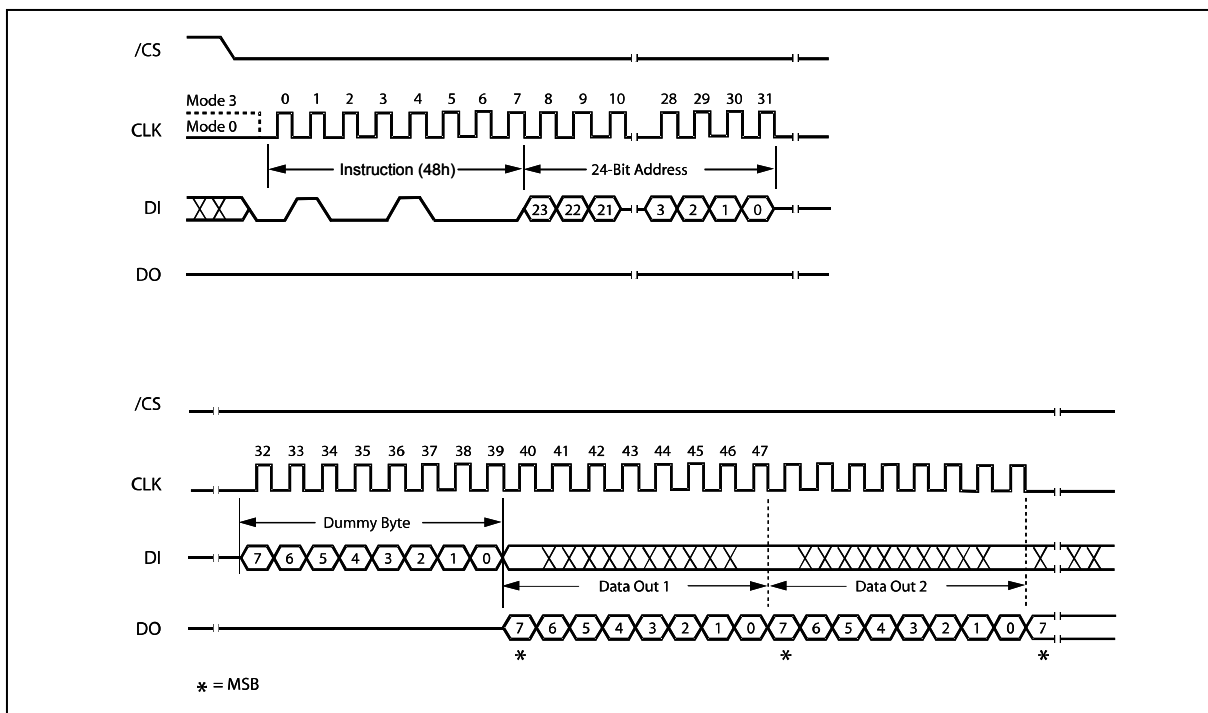 /CS
Mode 3
0 1 2 3 4 5 6 7 8 9 10 28 29 30 31
CLK
Mode 0
Instruction (48h) 24-Bit Address
DI
23 22 21 3 2 1 0
DO
/CS
32 33 34 35 36 37 38 39 40 41 42 43 44 45 46 47
CLK
Dummy Byte
DI
7 6 5 4 3 2 1 0
Data Out 1 Data Out 2
DO
7 6 5 4 3 2 1 0 7 6 5 4 3 2 1 0 7
* * *
* = MSB